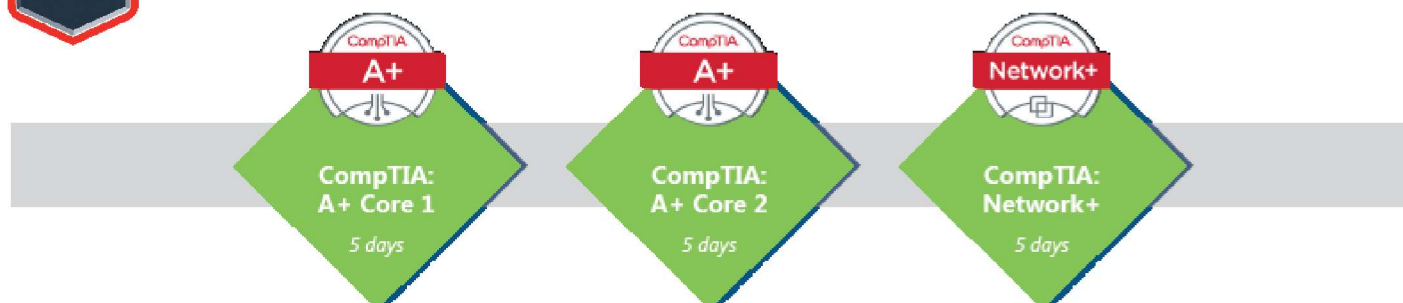 CompTIA
A+
CompTIA:
A+ Core 1
5 days
CompTIA
A+
CompTIA:
A+ Core 2
5 days
CompTIA
Network+
CompTIA:
Network+
5 days